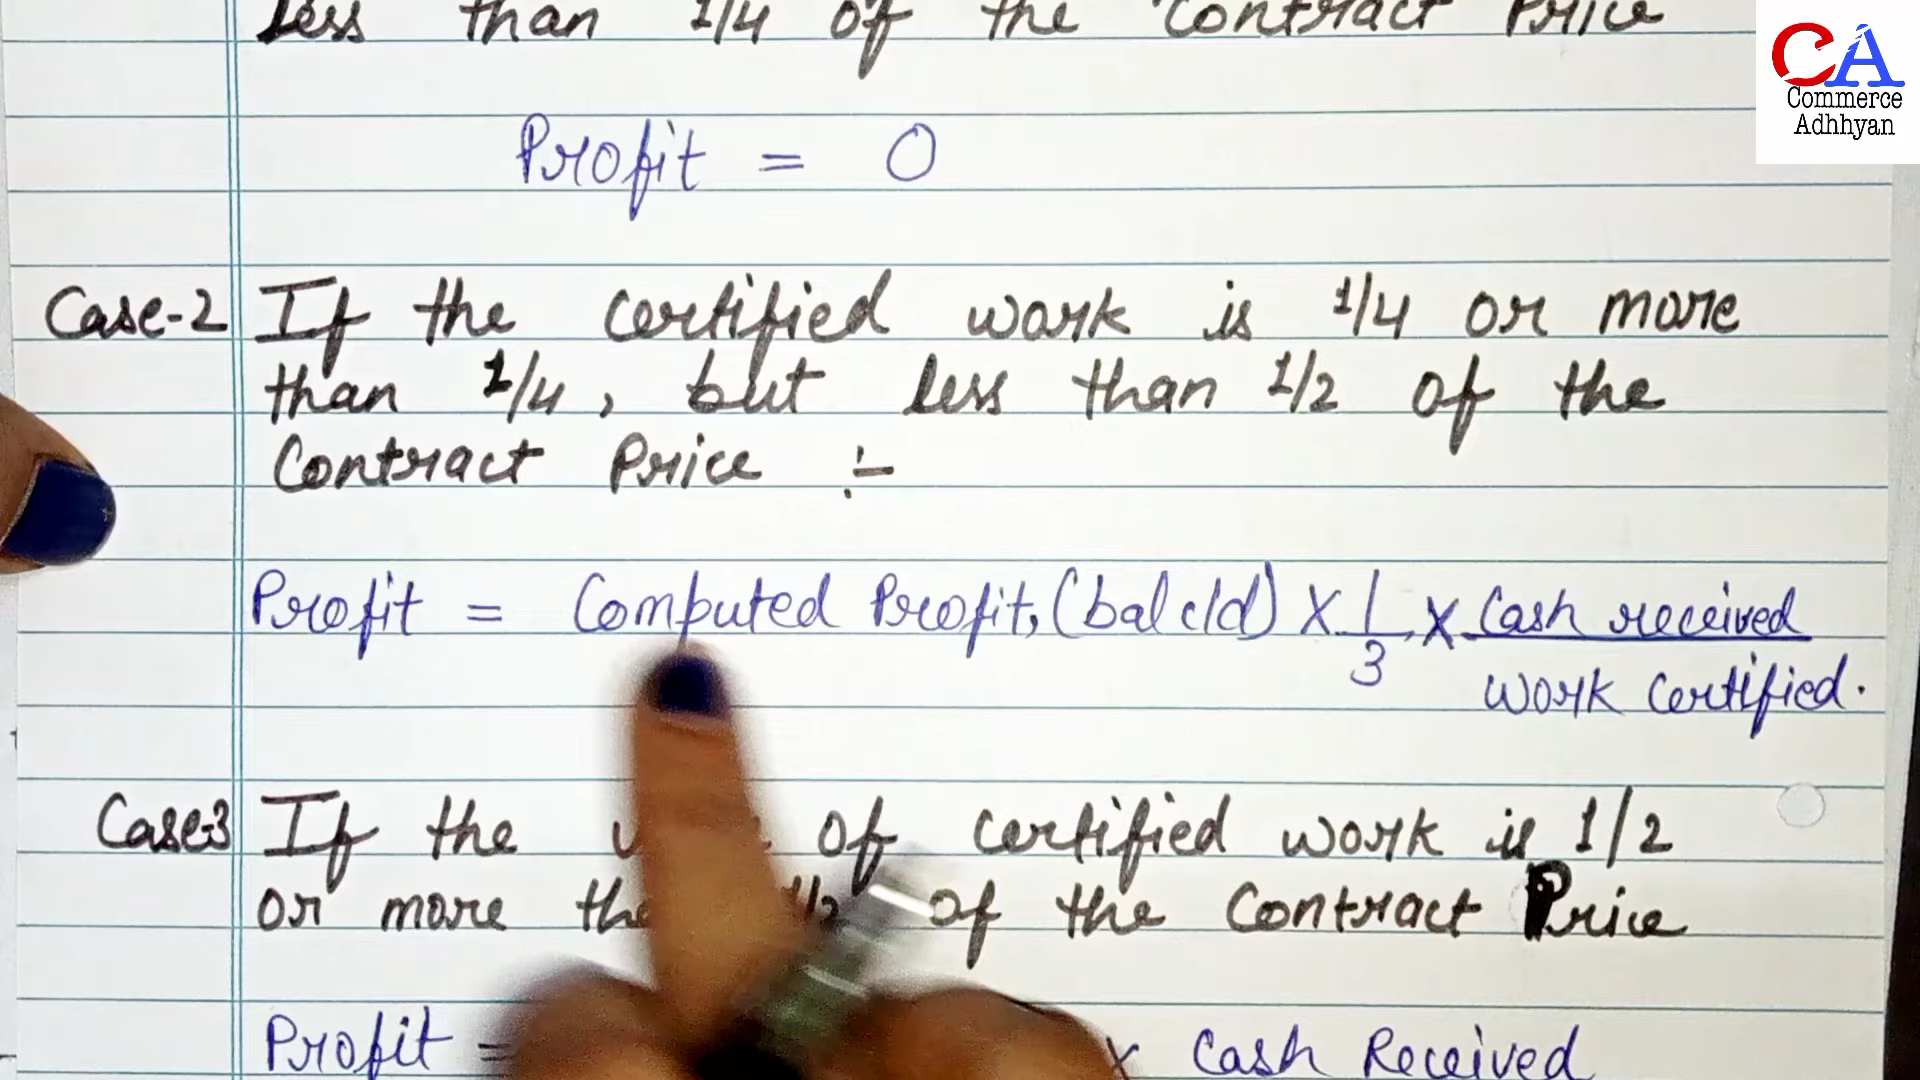 less than 1/4 of the Contract Price
CA
Commerce
Adhhyan
Profit = 0
Case-2 If the certified work is 1/4 or more
than 1/4, but less than 1/2 of the
Contract Price :-
Profit = Computed Profit, (bal c/d) X 1/3 X Cash received
Work Certified.
Case-3 If the of certified work is 1/2
or more 1/2 of the Contract Price
Profit = x Cash Received